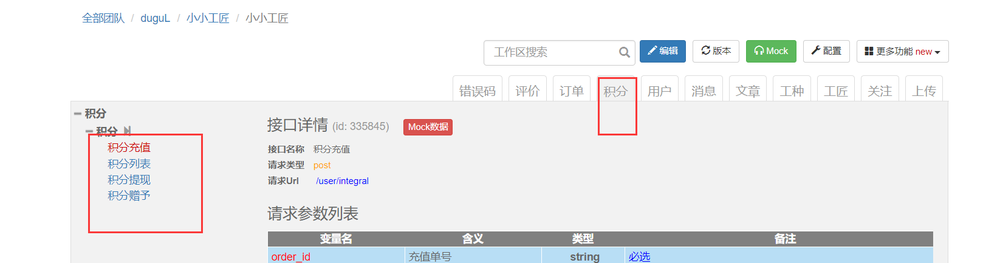 全部团队 / duguL / 小小工匠 / 小小工匠
工作区搜索 编辑 版本 Mock 配置 更多功能 new
错误码 评价 订单 积分 用户 消息 文章 工种 工匠 关注 上传
积分
积分
积分充值
积分列表
积分提现
积分赠予
接口详情 (id: 335845) Mock数据
接口名称 积分充值
请求类型 post
请求Url /user/integral
请求参数列表
变量名 含义 类型 备注
order_id 充值单号 string 必选